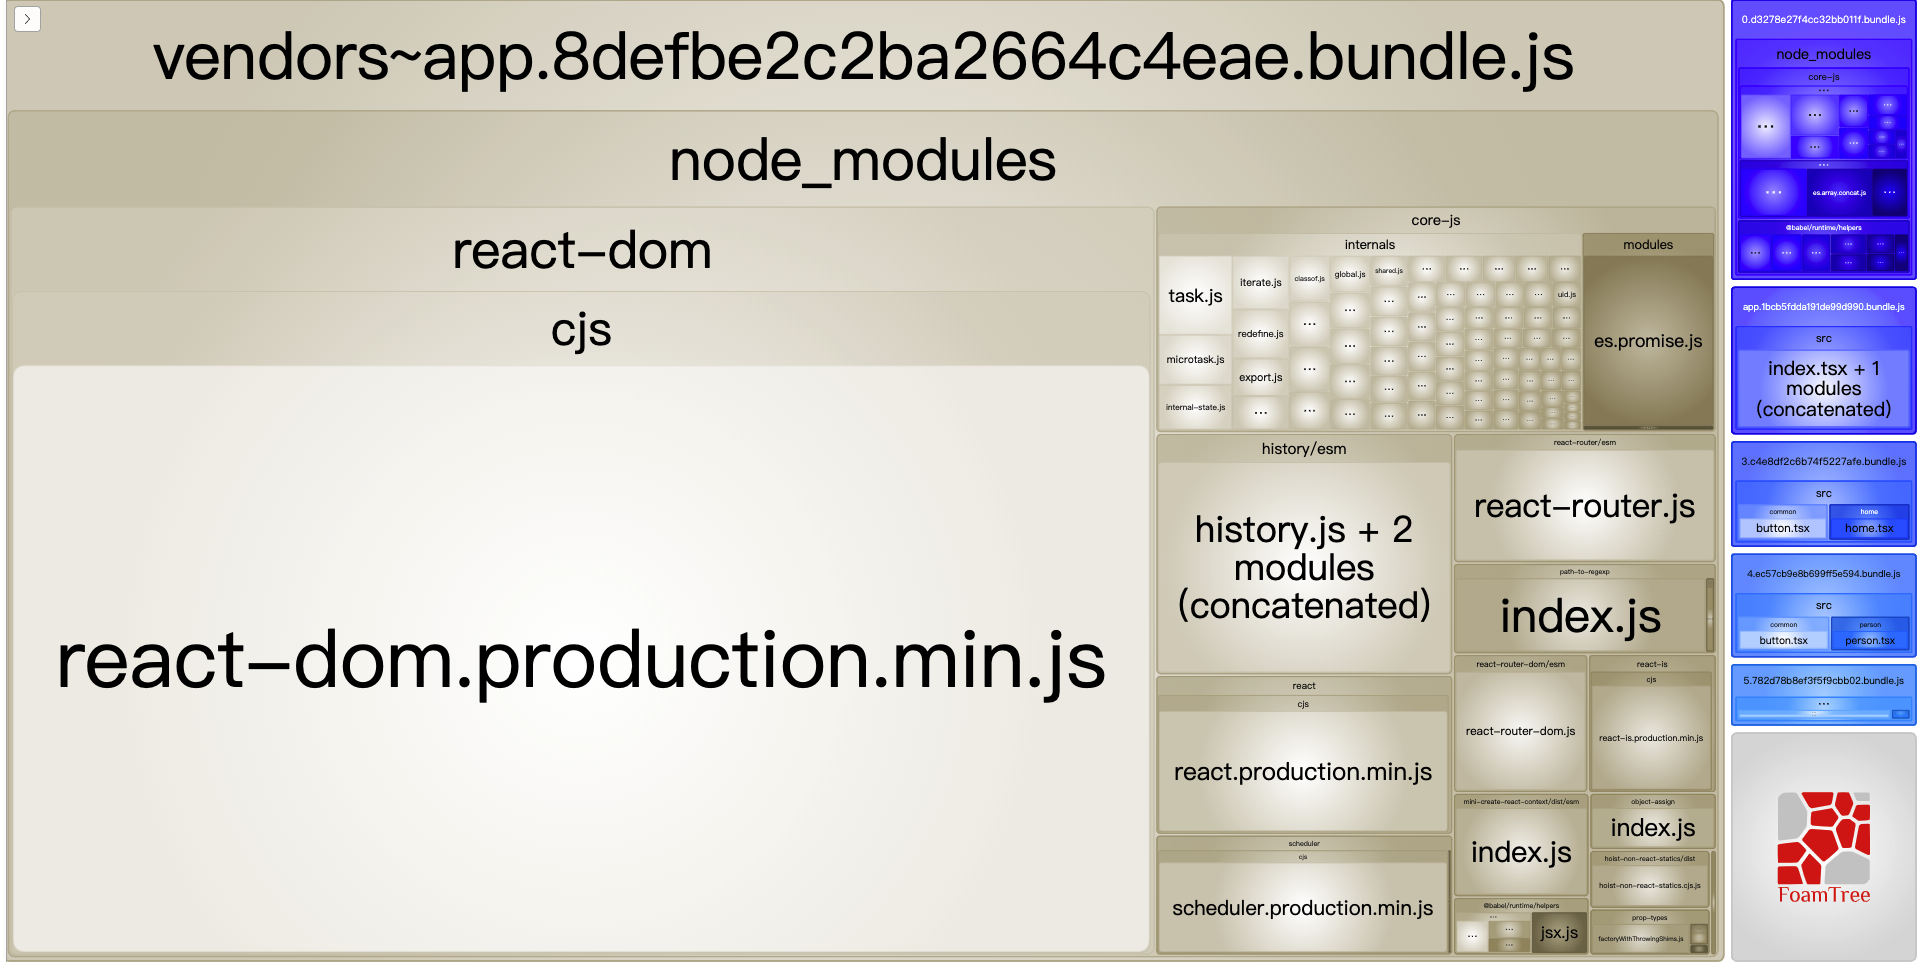 vendors~app.8defbe2c2ba2664c4eae.bundle.js
node_modules
react-dom
cjs
react-dom.production.min.js
core-js
internals
task.js
microtask.js
internal-state.js
iterate.js
redefine.js
export.js
...
classof.js
global.js
shared.js
uid.js
modules
es.promise.js
history/esm
history.js + 2
modules
(concatenated)
react-router/esm
react-router.js
path-to-regexp
index.js
react-router-dom/esm
react-router-dom.js
react-is
cjs
react-is.production.min.js
react
cjs
react.production.min.js
scheduler
cjs
scheduler.production.min.js
mini-create-react-context/dist/esm
index.js
object-assign
index.js
hoist-non-react-statics/dist
hoist-non-react-statics.cjs.js
@babel/runtime/helpers
...
jsx.js
prop-types
factoryWithThrowingShims.js
0.d3278e27f4cc32bb011f.bundle.js
node_modules
core-js
...
es.array.concat.js
@babel/runtime/helpers
app.1bcb5fdda191de99d990.bundle.js
src
index.tsx + 1
modules
(concatenated)
3.c4e8df2c6b74f5227afe.bundle.js
src
common
button.tsx
home
home.tsx
4.ec57cb9e8b699ff5e594.bundle.js
src
common
button.tsx
person
person.tsx
5.782d78b8ef3f5f9cbb02.bundle.js
...
FoamTree